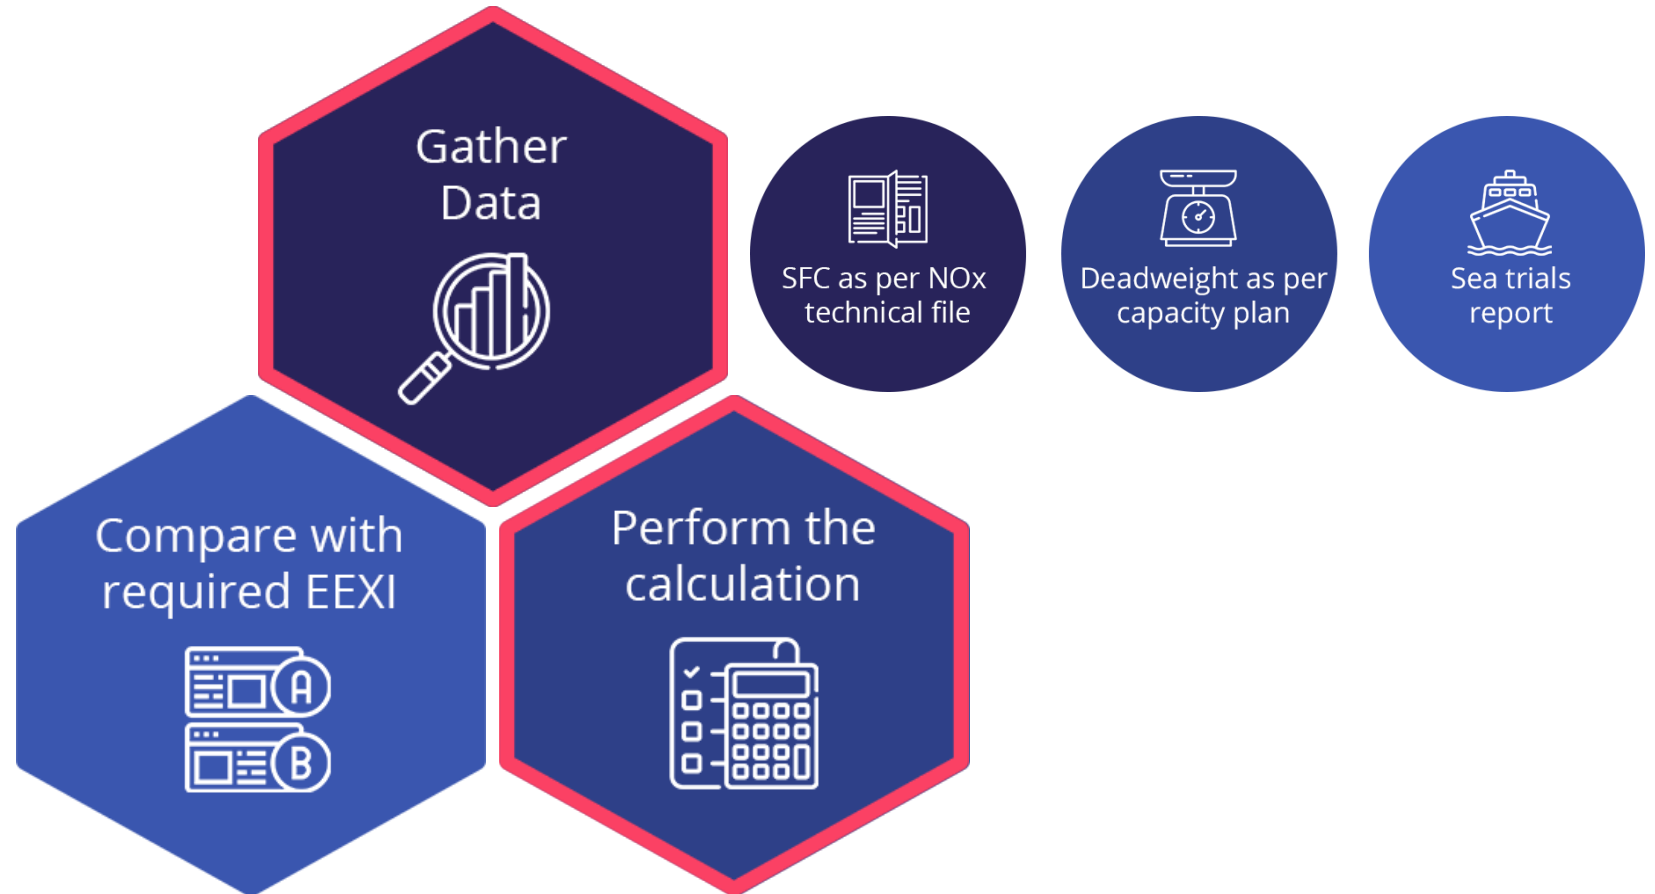 Gather
Data
SFC as per NOx
technical file
Deadweight as per
capacity plan
Sea trials
report
Compare with
required EEXI
A
B
Perform the
calculation